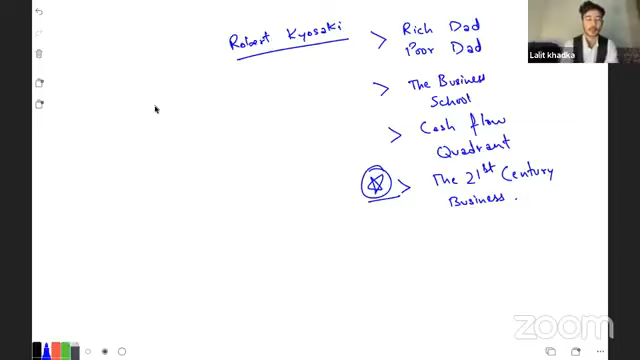 Robert Kyosaki > Rich Dad
Poor Dad
> The Business
School
> Cash flow
Quadrant
> The 21st Century
Business .
Lalit khadka
zoom